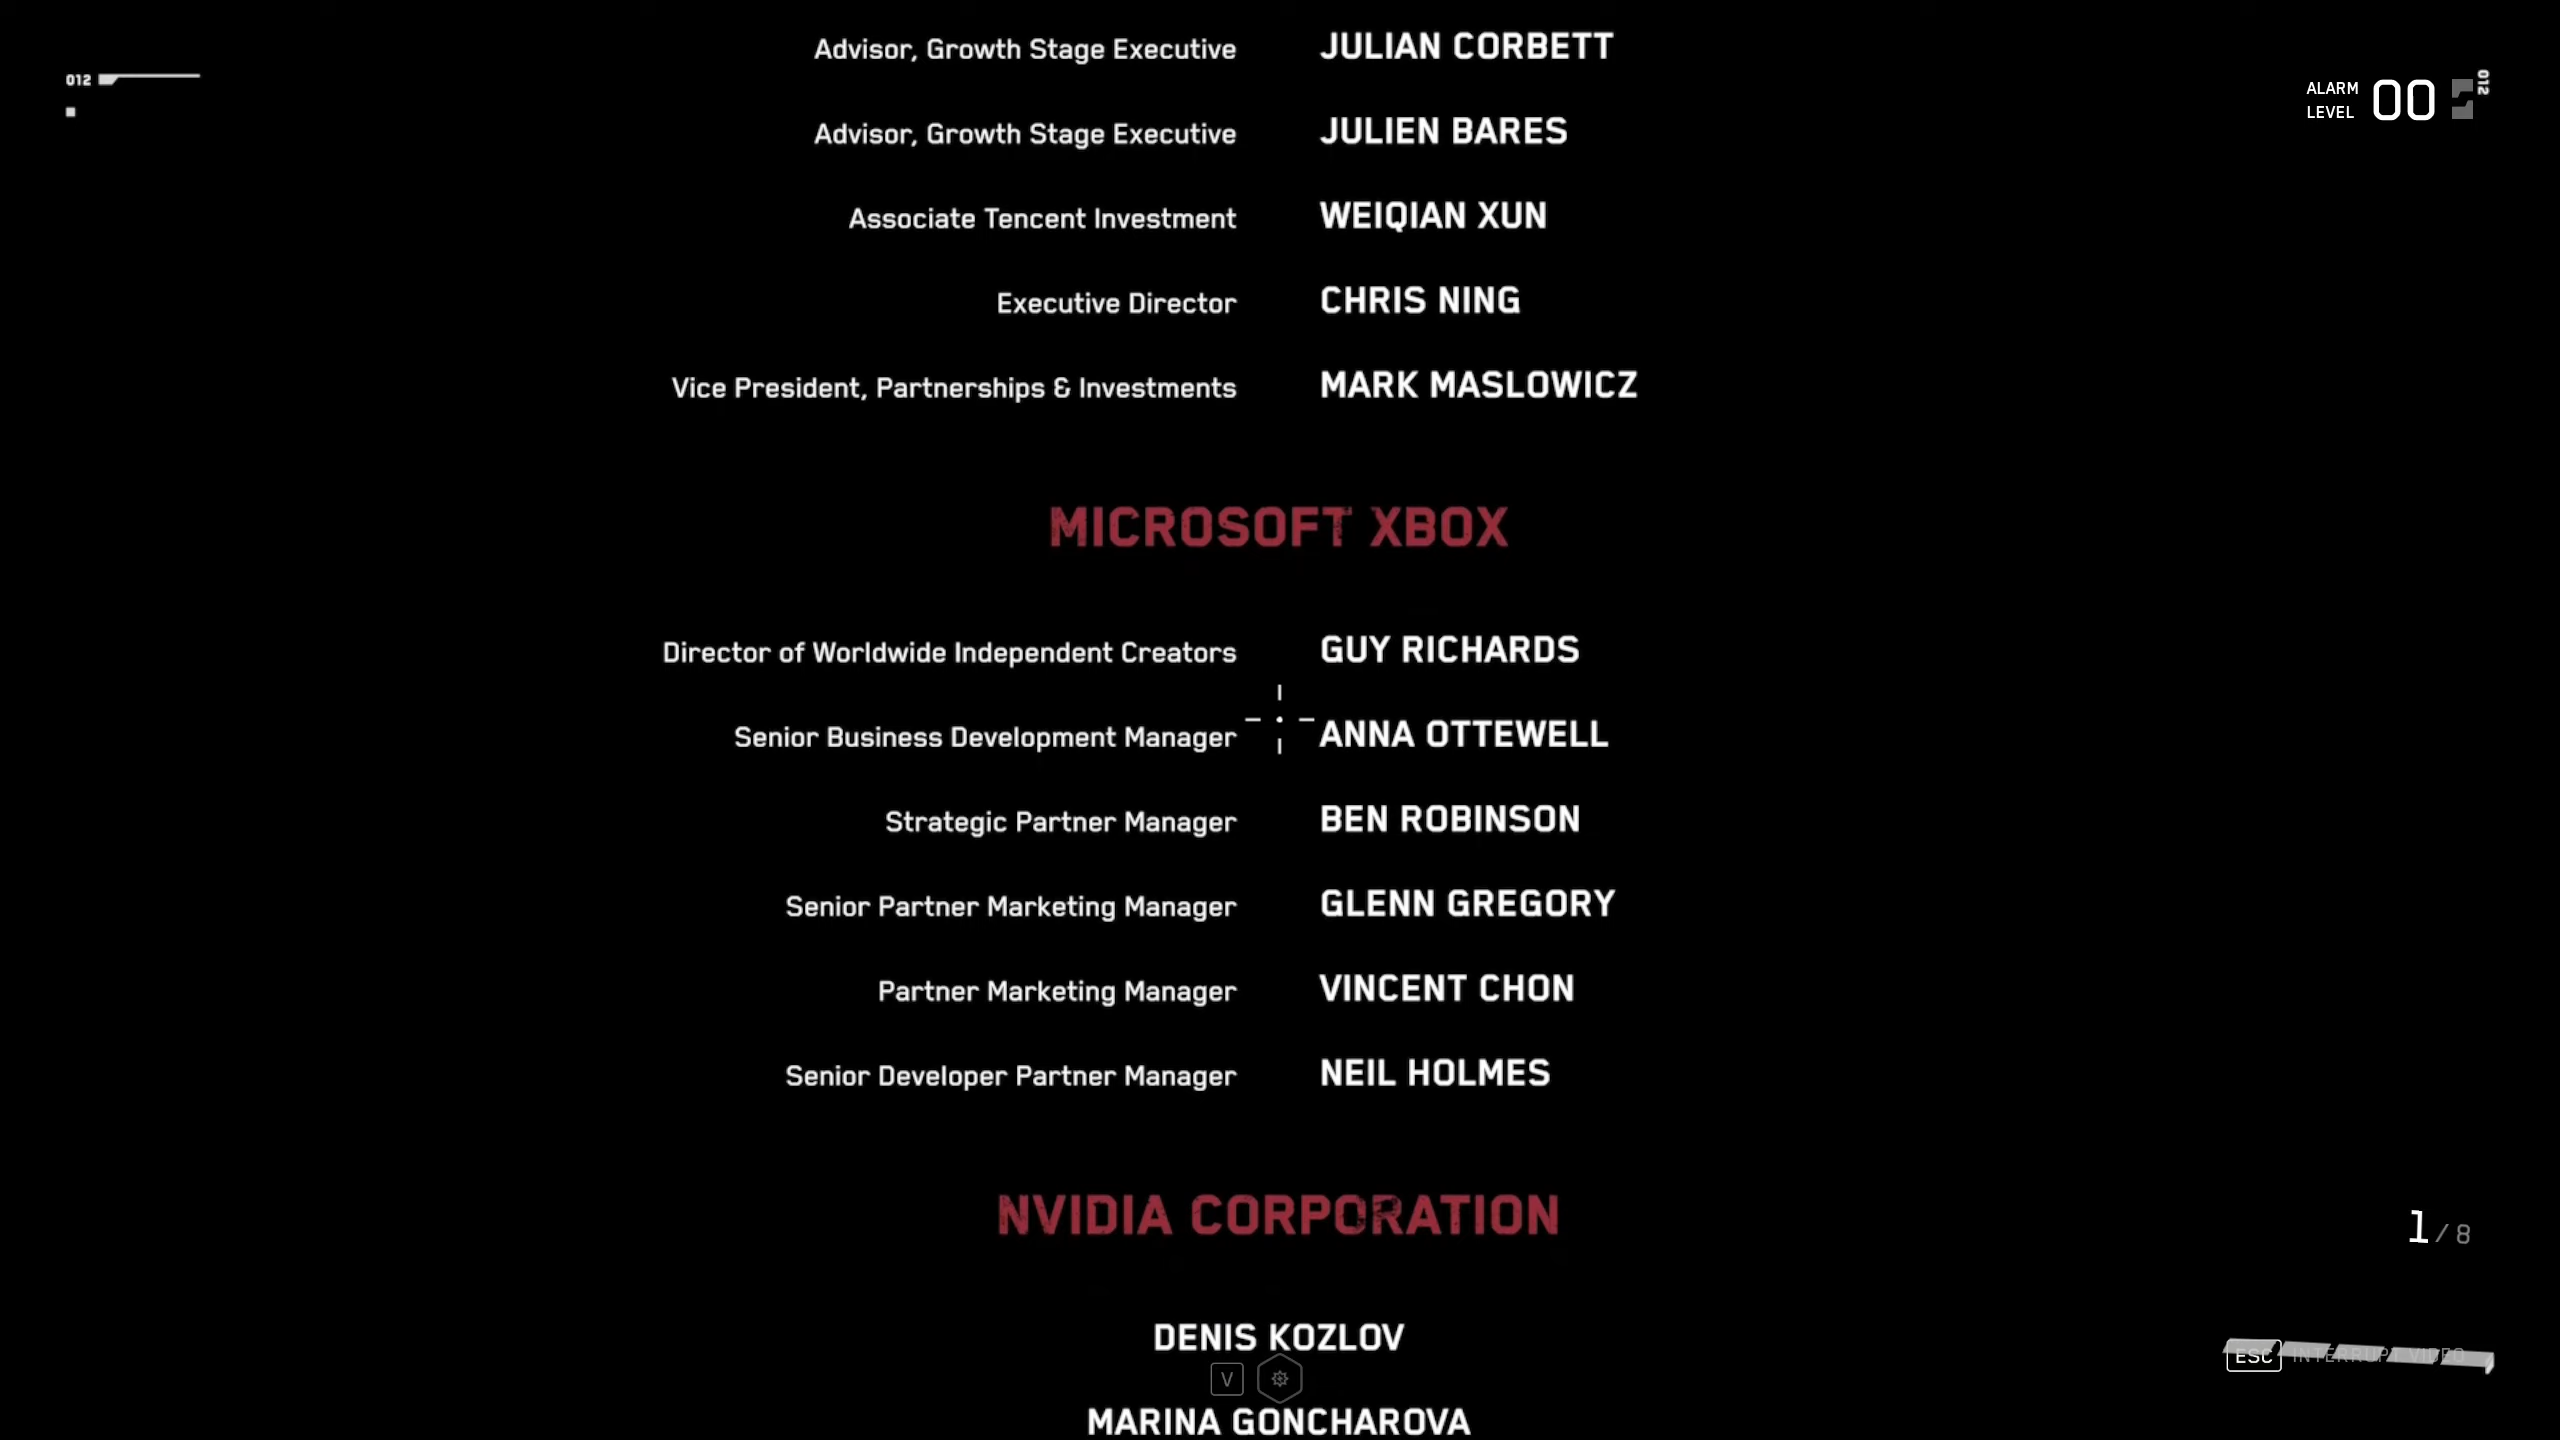 Advisor, Growth Stage Executive JULIAN CORBETT
012
ALARM LEVEL 00 012
Advisor, Growth Stage Executive JULIEN BARES
Associate Tencent Investment WEIQIAN XUN
Executive Director CHRIS NING
Vice President, Partnerships & Investments MARK MASLOWICZ
MICROSOFT XBOX
Director of Worldwide Independent Creators GUY RICHARDS
Senior Business Development Manager ANNA OTTEWELL
Strategic Partner Manager BEN ROBINSON
Senior Partner Marketing Manager GLENN GREGORY
Partner Marketing Manager VINCENT CHON
Senior Developer Partner Manager NEIL HOLMES
NVIDIA CORPORATION
1 / 8
DENIS KOZLOV
ESC INTERRUPT VIDEO
V
MARINA GONCHAROVA